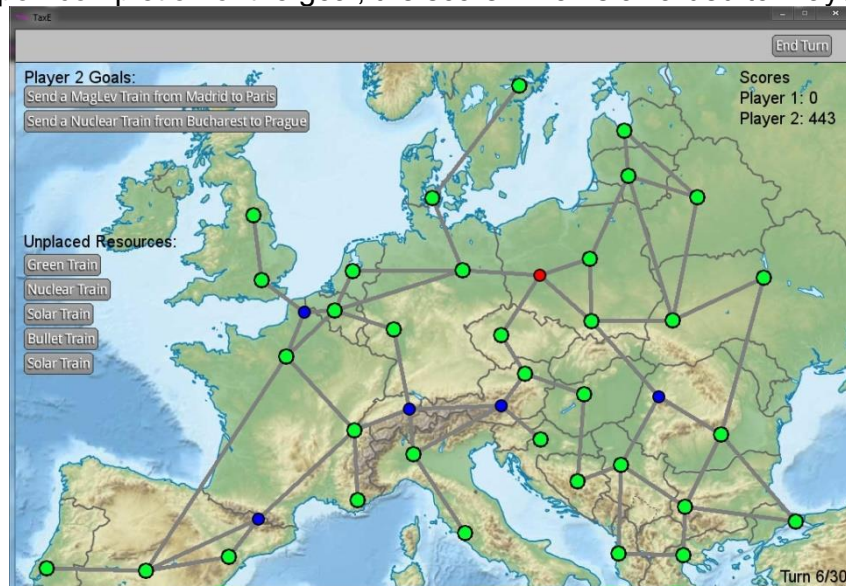 TaxE
End Turn
Player 2 Goals:
Send a MagLev Train from Madrid to Paris
Send a Nuclear Train from Bucharest to Prague
Scores
Player 1: 0
Player 2: 443
Unplaced Resources:
Green Train
Nuclear Train
Solar Train
Bullet Train
Solar Train
Turn 6/30